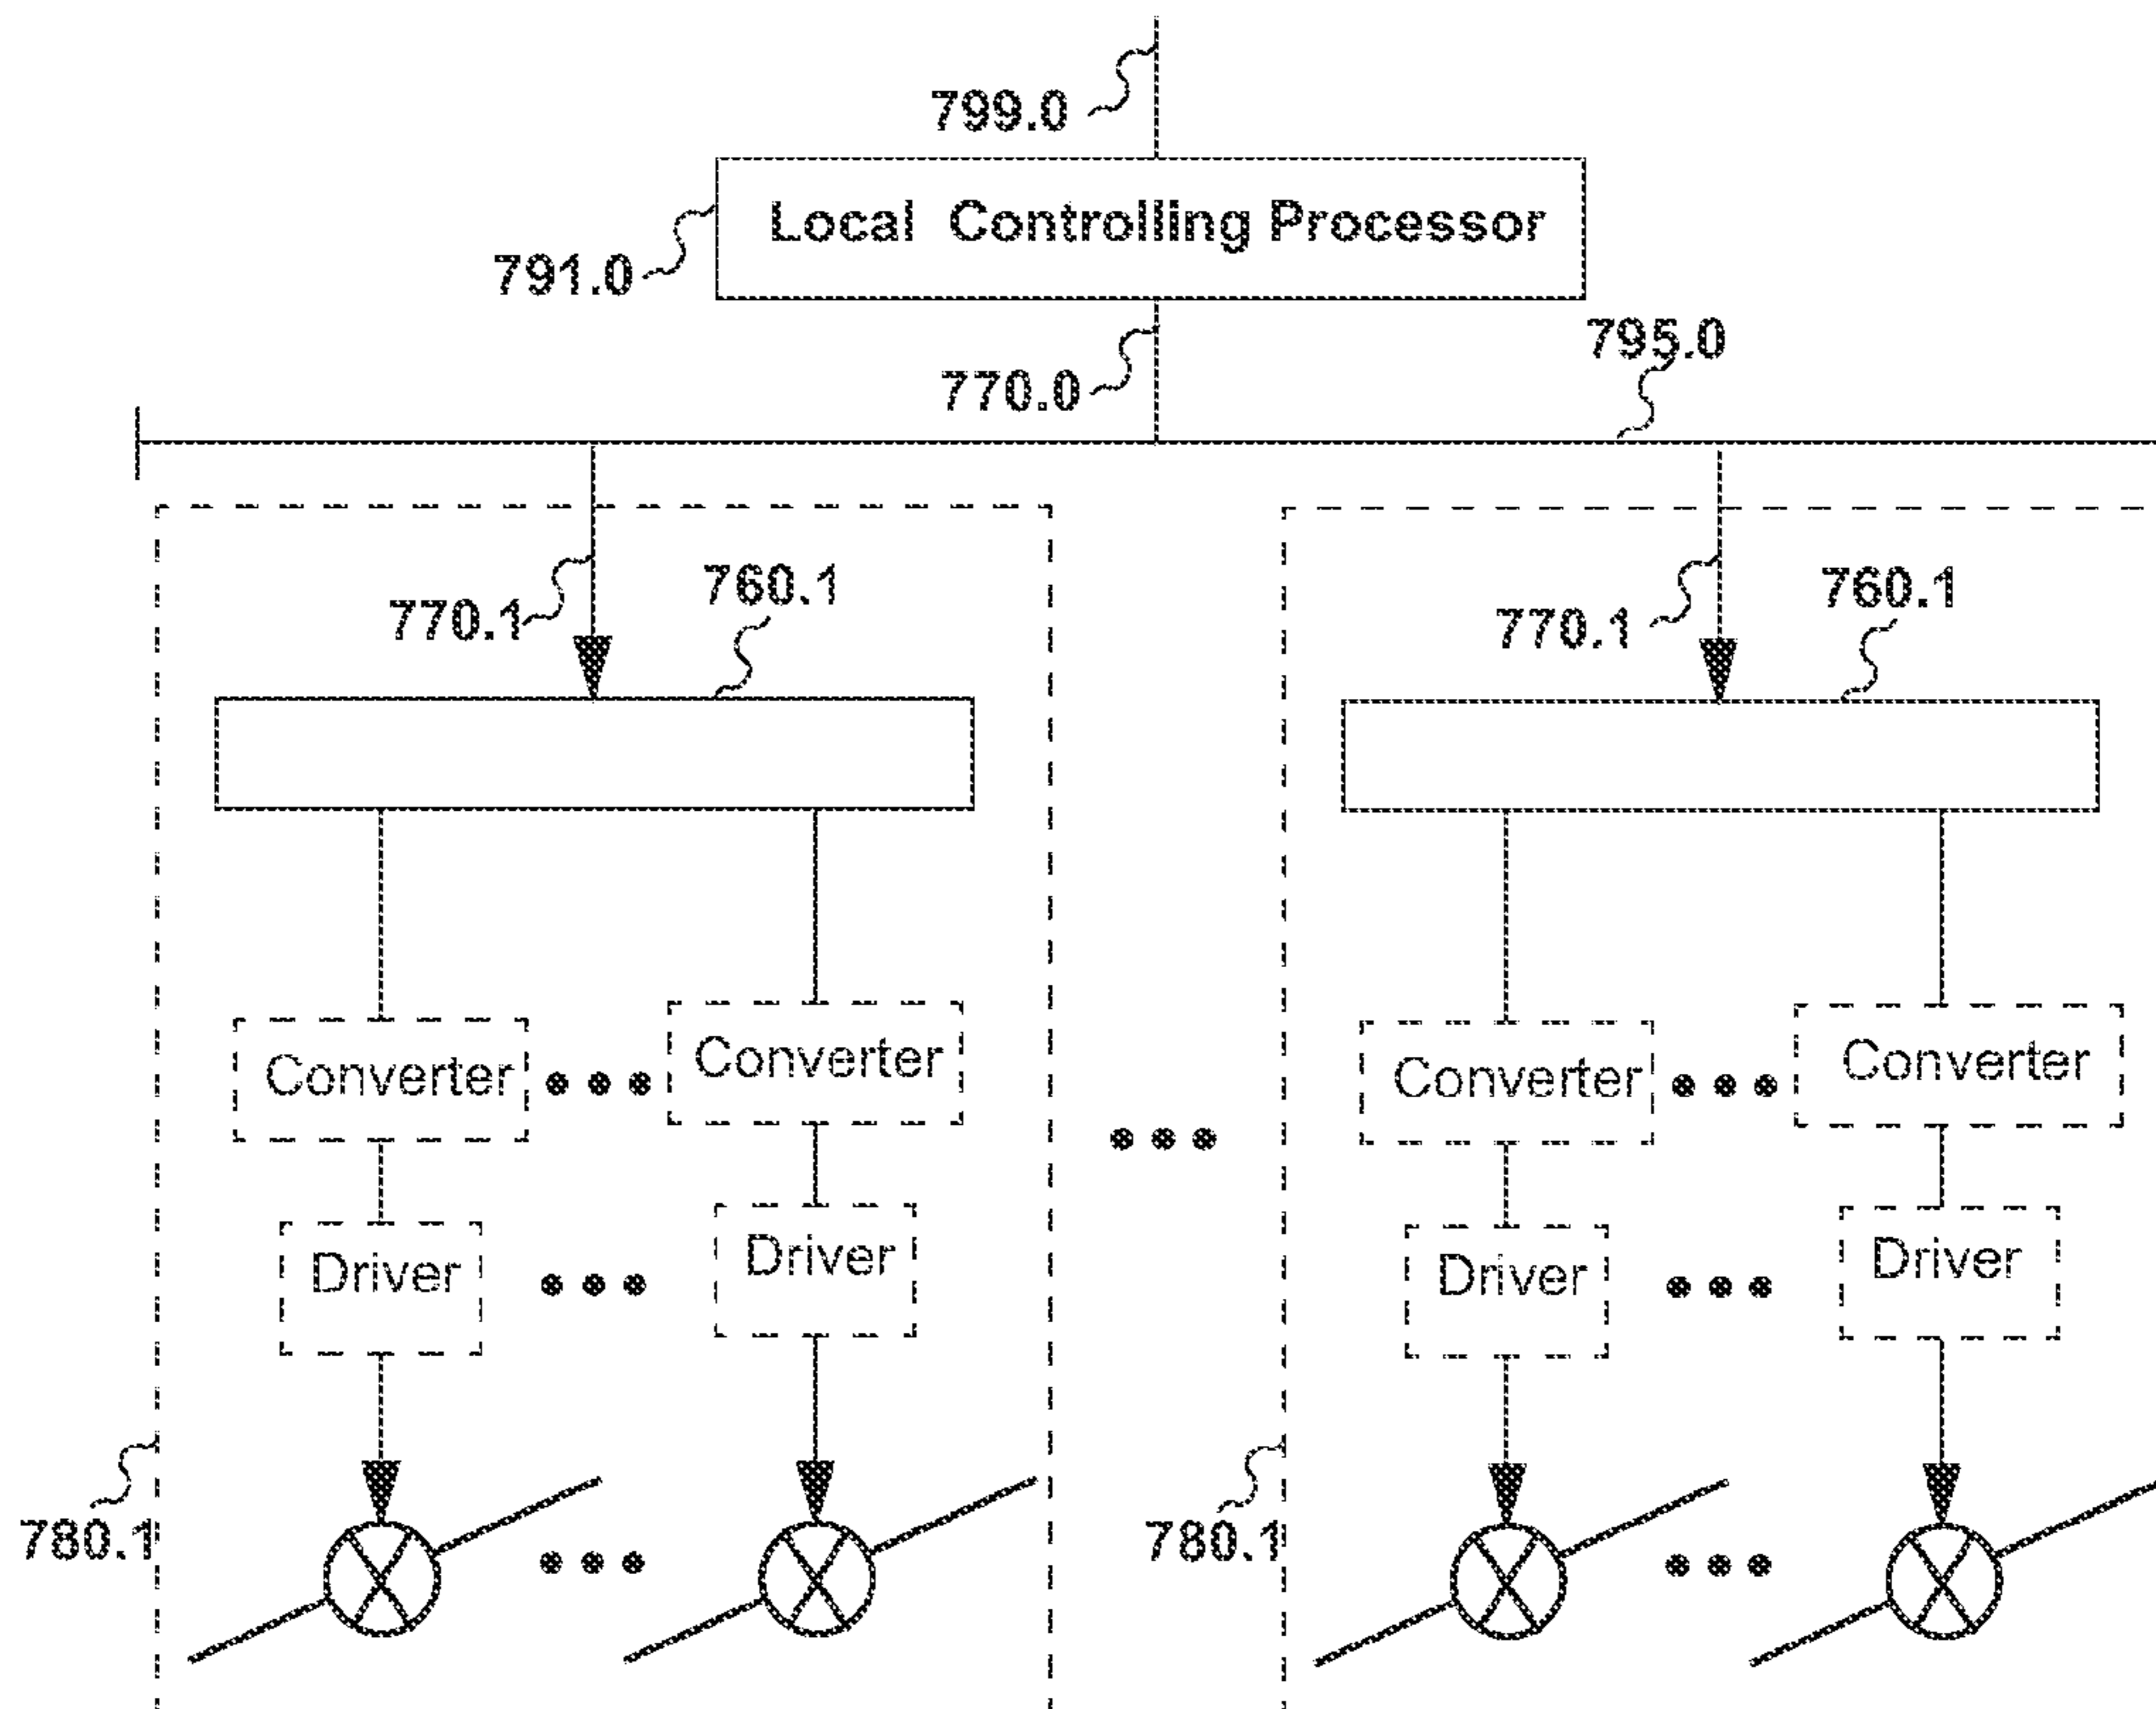 799.0
Local Controlling Processor
791.0
795.0
770.0
760.1
760.1
770.1
770.1
Converter
Converter
Converter
Converter
Driver
Driver
Driver
Driver
780.1
780.1